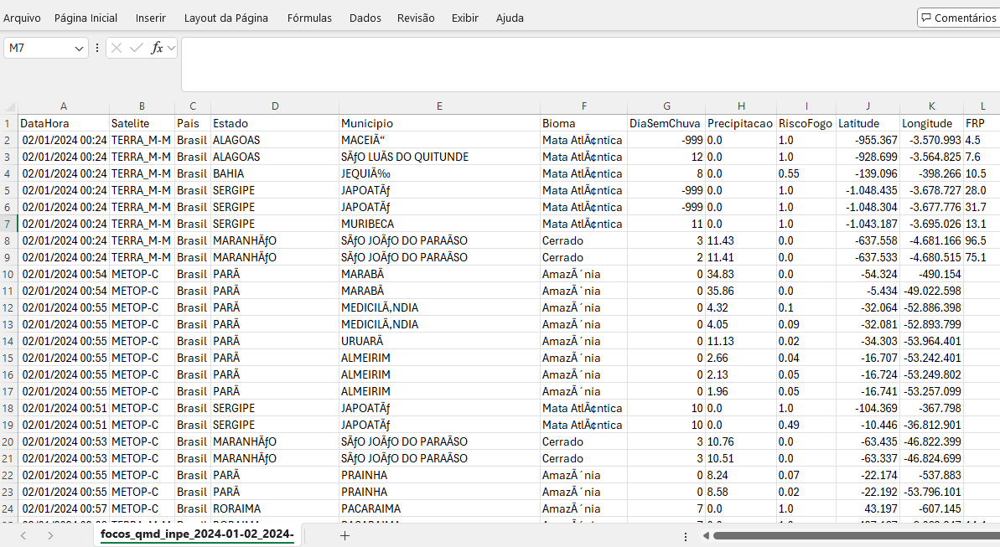 Arquivo Página Inicial Inserir Layout da Página Fórmulas Dados Revisão Exibir Ajuda Comentários
M7 fx
A B C D E F G H I J K L
1 DataHora Satelite Pais Estado Municipio Bioma DiaSemChuva Precipitacao RiscoFogo Latitude Longitude FRP
2 02/01/2024 00:24 TERRA_M-M Brasil ALAGOAS MACEIÃ“ Mata AtlÃ¢ntica -999 0.0 1.0 -955.367 -3.570.993 4.5
3 02/01/2024 00:24 TERRA_M-M Brasil ALAGOAS SÃƒO LUÃS DO QUITUNDE Mata AtlÃ¢ntica 12 0.0 1.0 -928.699 -3.564.825 7.6
4 02/01/2024 00:24 TERRA_M-M Brasil BAHIA JEQUIÃ‰ Mata AtlÃ¢ntica 8 0.0 0.55 -139.096 -398.266 10.5
5 02/01/2024 00:24 TERRA_M-M Brasil SERGIPE JAPOATÃƒ Mata AtlÃ¢ntica -999 0.0 1.0 -1.048.435 -3.678.727 28.0
6 02/01/2024 00:24 TERRA_M-M Brasil SERGIPE JAPOATÃƒ Mata AtlÃ¢ntica -999 0.0 1.0 -1.048.304 -3.677.776 31.7
7 02/01/2024 00:24 TERRA_M-M Brasil SERGIPE MURIBECA Mata AtlÃ¢ntica 11 0.0 1.0 -1.043.187 -3.695.026 13.1
8 02/01/2024 00:24 TERRA_M-M Brasil MARANHÃƒO SÃƒO JOÃƒO DO PARAÃSO Cerrado 3 11.43 0.0 -637.558 -4.681.166 96.5
9 02/01/2024 00:24 TERRA_M-M Brasil MARANHÃƒO SÃƒO JOÃƒO DO PARAÃSO Cerrado 2 11.41 0.0 -637.533 -4.680.515 75.1
10 02/01/2024 00:54 METOP-C Brasil PARÃ MARABÃ AmazÃ´nia 0 34.83 0.0 -54.324 -490.154
11 02/01/2024 00:54 METOP-C Brasil PARÃ MARABÃ AmazÃ´nia 0 35.86 0.0 -5.434 -49.022.598
12 02/01/2024 00:55 METOP-C Brasil PARÃ MEDICILÃ‚NDIA AmazÃ´nia 0 4.32 0.1 -32.064 -52.886.398
13 02/01/2024 00:55 METOP-C Brasil PARÃ MEDICILÃ‚NDIA AmazÃ´nia 0 4.05 0.09 -32.081 -52.893.799
14 02/01/2024 00:55 METOP-C Brasil PARÃ URUARÃ AmazÃ´nia 0 11.13 0.02 -34.303 -53.964.401
15 02/01/2024 00:55 METOP-C Brasil PARÃ ALMEIRIM AmazÃ´nia 0 2.66 0.04 -16.707 -53.242.401
16 02/01/2024 00:55 METOP-C Brasil PARÃ ALMEIRIM AmazÃ´nia 0 2.13 0.05 -16.724 -53.249.802
17 02/01/2024 00:55 METOP-C Brasil PARÃ ALMEIRIM AmazÃ´nia 0 1.96 0.05 -16.741 -53.257.099
18 02/01/2024 00:51 METOP-C Brasil SERGIPE JAPOATÃƒ Mata AtlÃ¢ntica 10 0.0 1.0 -104.369 -367.798
19 02/01/2024 00:51 METOP-C Brasil SERGIPE JAPOATÃƒ Mata AtlÃ¢ntica 10 0.0 0.49 -10.446 -36.812.901
20 02/01/2024 00:53 METOP-C Brasil MARANHÃƒO SÃƒO JOÃƒO DO PARAÃSO Cerrado 3 10.76 0.0 -63.435 -46.822.399
21 02/01/2024 00:53 METOP-C Brasil MARANHÃƒO SÃƒO JOÃƒO DO PARAÃSO Cerrado 3 10.51 0.0 -63.337 -46.824.699
22 02/01/2024 00:55 METOP-C Brasil PARÃ PRAINHA AmazÃ´nia 0 8.24 0.07 -22.174 -537.883
23 02/01/2024 00:55 METOP-C Brasil PARÃ PRAINHA AmazÃ´nia 0 8.58 0.02 -22.192 -53.796.101
24 02/01/2024 00:57 METOP-C Brasil RORAIMA PACARAIMA AmazÃ´nia 7 0.0 1.0 43.197 -607.145
focos_qmd_inpe_2024-01-02_2024-